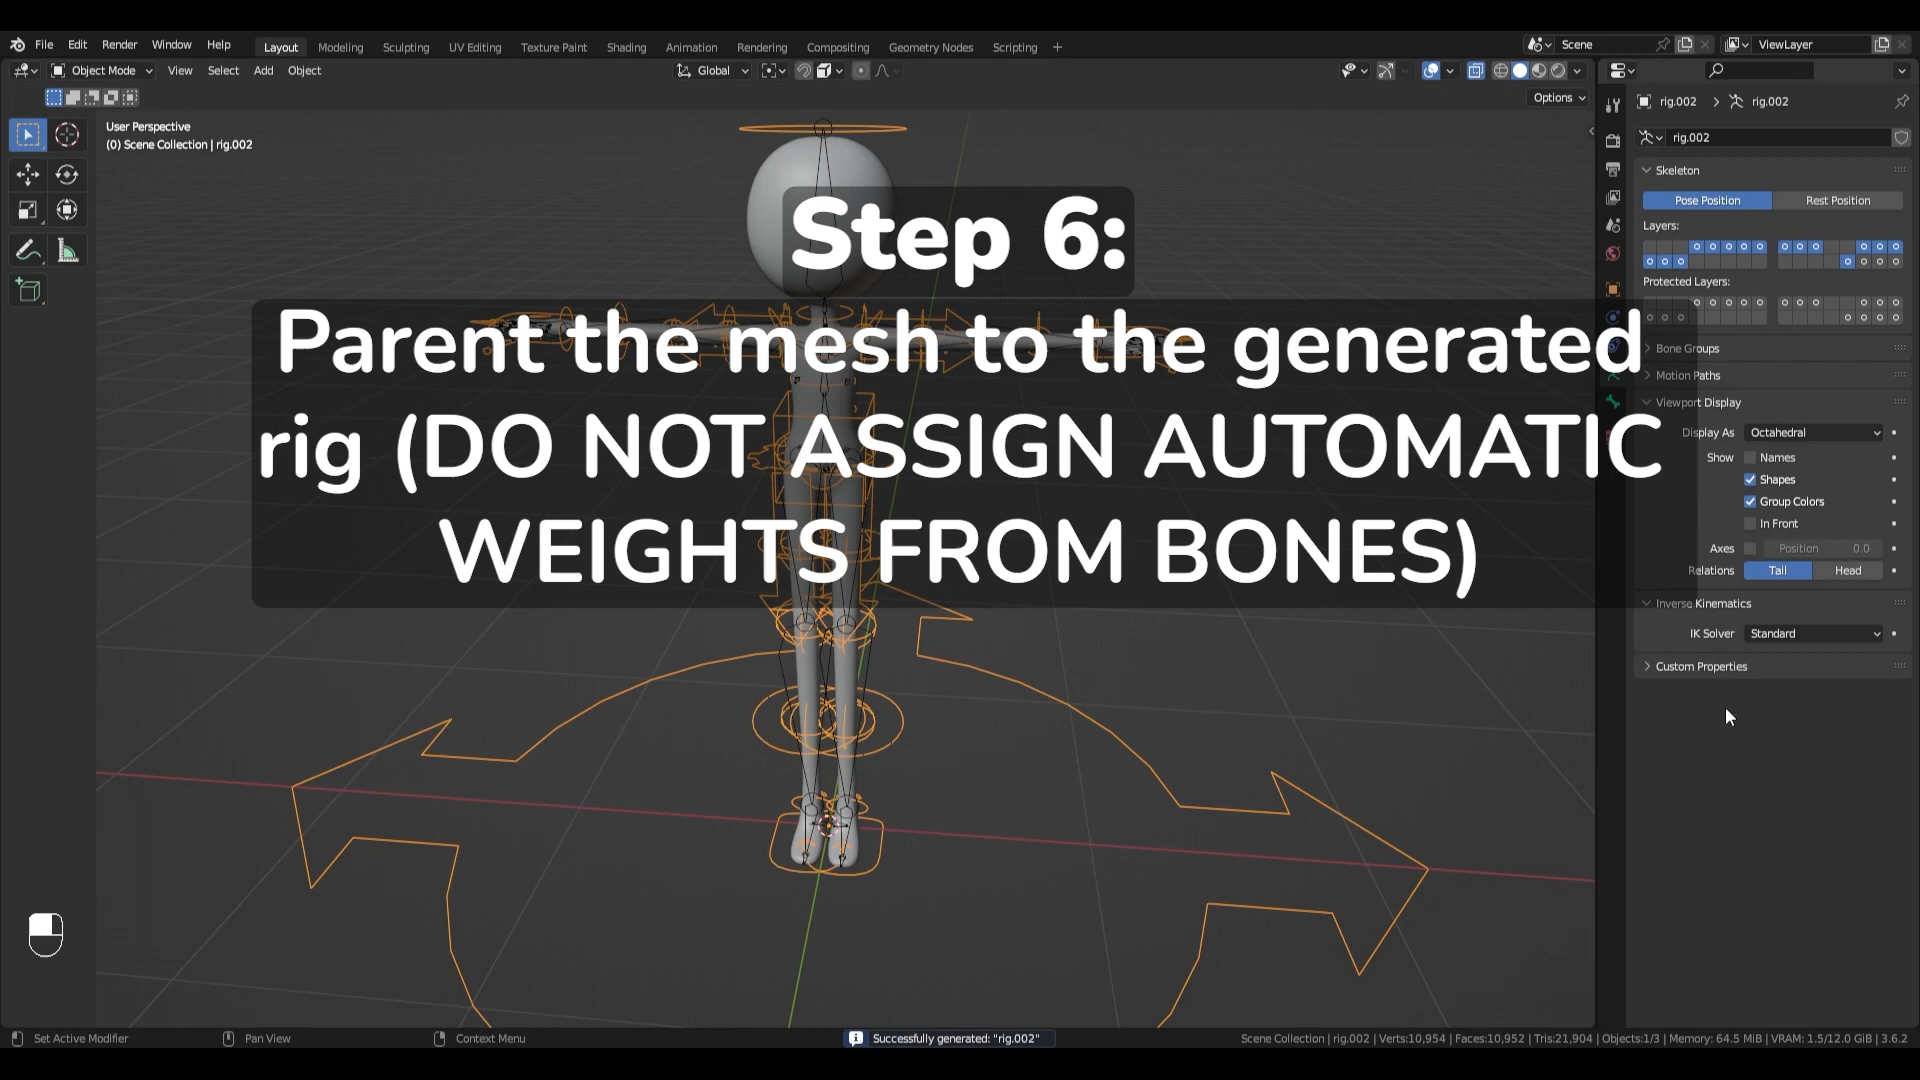 File Edit Render Window Help Layout Modeling Sculpting UV Editing Texture Paint Shading Animation Rendering Compositing Geometry Nodes Scripting + Scene ViewLayer
Object Mode View Select Add Object Global
Options
User Perspective
(0) Scene Collection | rig.002
rig.002 > rig.002
rig.002
Skeleton
Pose Position Rest Position
Layers:
Protected Layers:
Step 6:
Parent the mesh to the generated
rig (DO NOT ASSIGN AUTOMATIC
WEIGHTS FROM BONES)
Bone Groups
Motion Paths
Viewport Display
Display As Octahedral
Show Names
Shapes
Group Colors
In Front
Axes Position 0.0
Relations Tail Head
Inverse Kinematics
IK Solver Standard
Custom Properties
Set Active Modifier Pan View Context Menu Successfully generated: "rig.002" Scene Collection | rig.002 | Verts:10,954 | Faces:10,952 | Tris:21,904 | Objects:1/3 | Memory: 64.5 MiB | VRAM: 1.5/12.0 GiB | 3.6.2